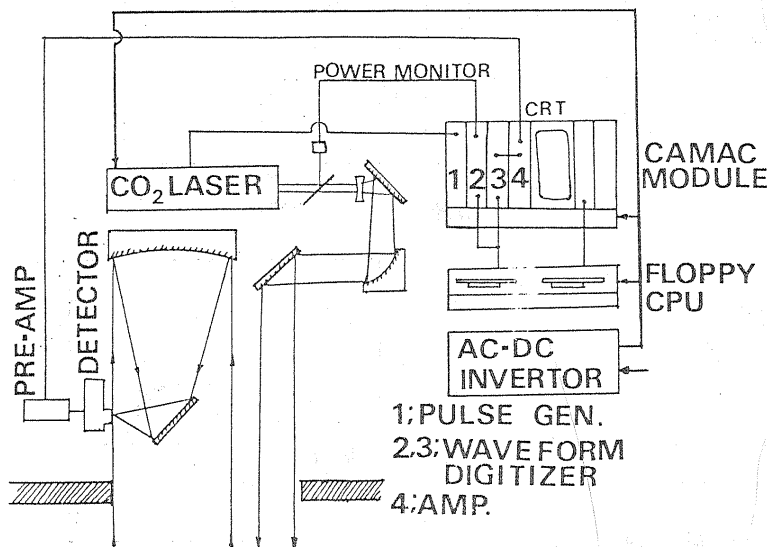 POWER MONITOR
CRT
CO2 LASER
1 2 3 4
CAMAC
MODULE
DETECTOR
PRE-AMP
FLOPPY
CPU
AC-DC
INVERTOR
1;PULSE GEN.
2,3;WAVE FORM
DIGITIZER
4;AMP.